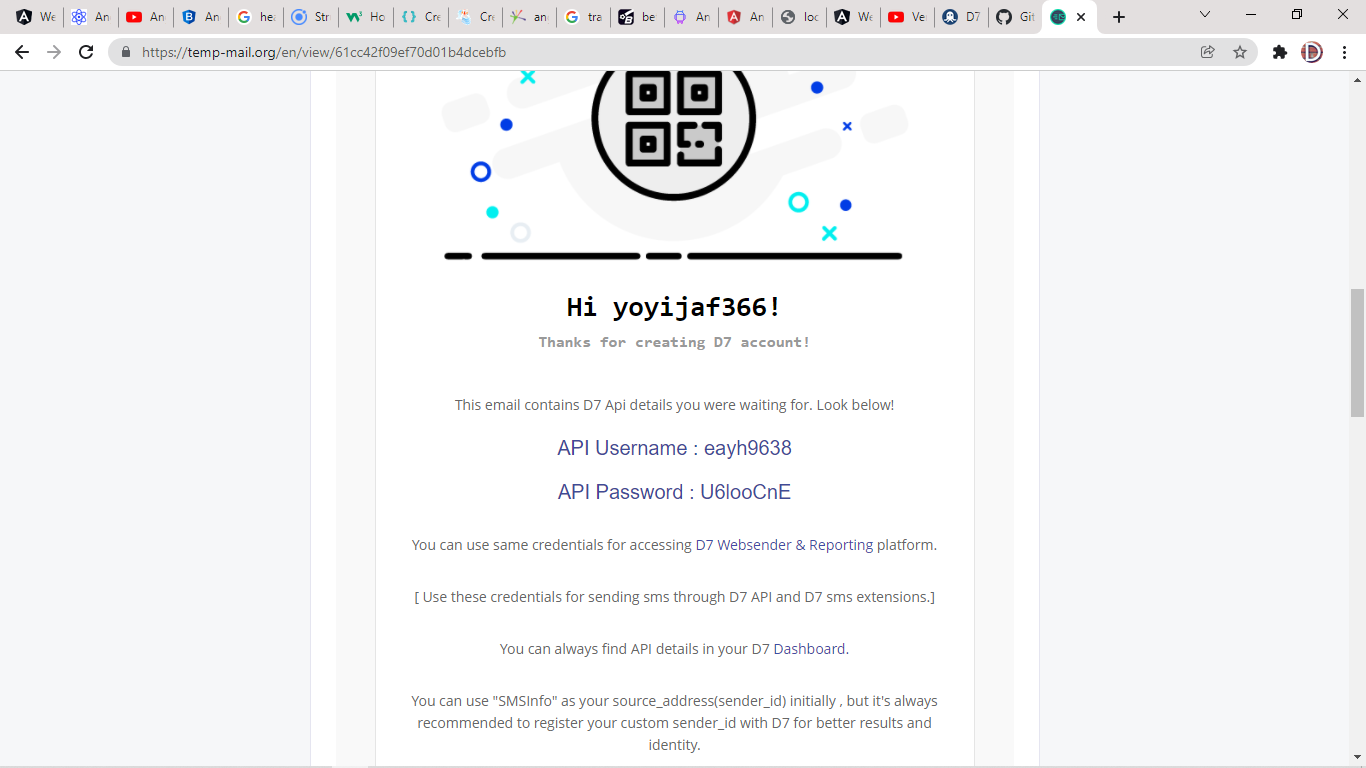 We
An
An
An
hea
Str
Ho
Cre
Cre
an
tra
be
An
An
loc
We
Ve
D7
Git
https://temp-mail.org/en/view/61cc42f09ef70d01b4dcebfb
Hi yoyijaf366!
Thanks for creating D7 account!
This email contains D7 Api details you were waiting for. Look below!
API Username : eayh9638
API Password : U6looCnE
You can use same credentials for accessing D7 Websender & Reporting platform.
[ Use these credentials for sending sms through D7 API and D7 sms extensions.]
You can always find API details in your D7 Dashboard.
You can use "SMSInfo" as your source_address(sender_id) initially , but it's always
recommended to register your custom sender_id with D7 for better results and
identity.